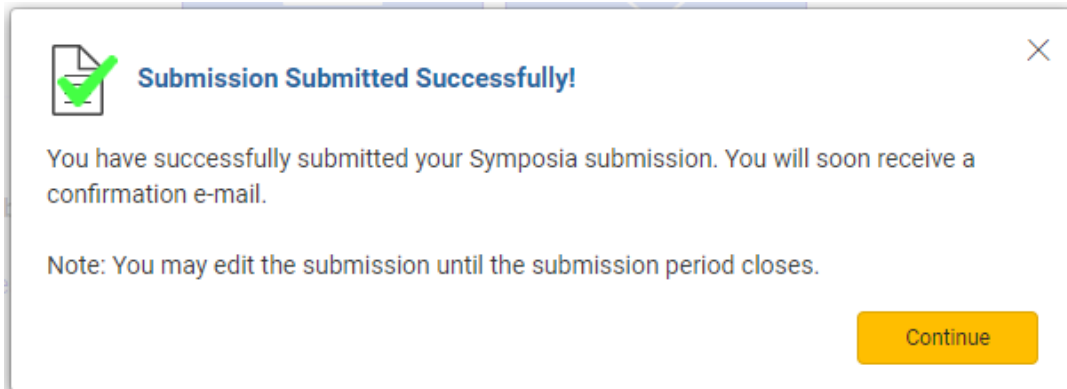 Submission Submitted Successfully!
You have successfully submitted your Symposia submission. You will soon receive a
confirmation e-mail.
Note: You may edit the submission until the submission period closes.
Continue